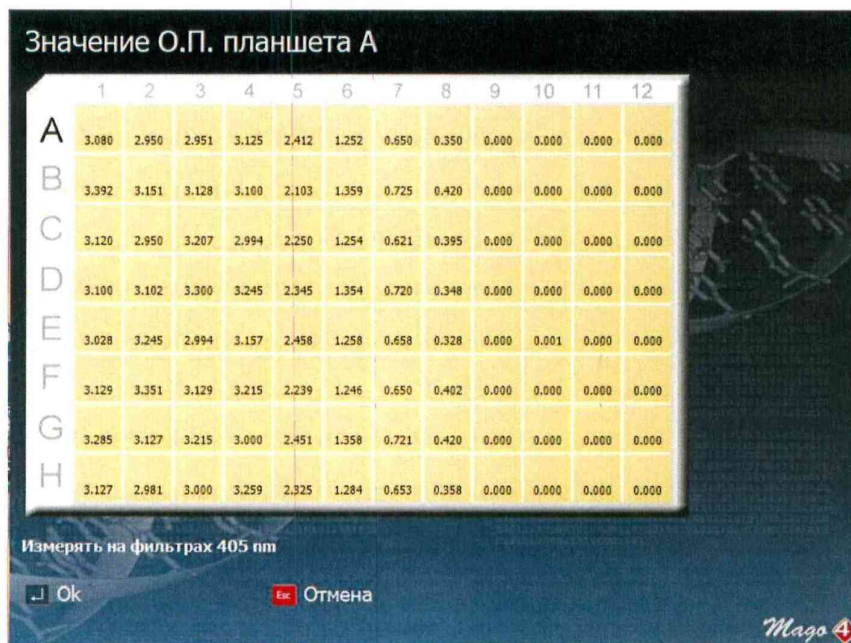 Значение О.П. планшета А
1 2 3 4 5 6 7 8 9 10 11 12
A 3.080 2.950 2.951 3.125 2.412 1.252 0.650 0.350 0.000 0.000 0.000 0.000
B 3.392 3.151 3.128 3.100 2.103 1.359 0.725 0.420 0.000 0.000 0.000 0.000
C 3.120 2.950 3.207 2.994 2.250 1.254 0.621 0.395 0.000 0.000 0.000 0.000
D 3.100 3.102 3.300 3.245 2.345 1.354 0.720 0.348 0.000 0.000 0.000 0.000
E 3.028 3.245 2.994 3.157 2.458 1.258 0.658 0.328 0.000 0.001 0.000 0.000
F 3.129 3.351 3.129 3.215 2.239 1.246 0.650 0.402 0.000 0.000 0.000 0.000
G 3.285 3.127 3.215 3.000 2.451 1.358 0.721 0.420 0.000 0.000 0.000 0.000
H 3.127 2.981 3.000 3.259 2.325 1.284 0.653 0.358 0.000 0.000 0.000 0.000
Измерять на фильтрах 405 nm
Ok Esc Отмена
Mago 4